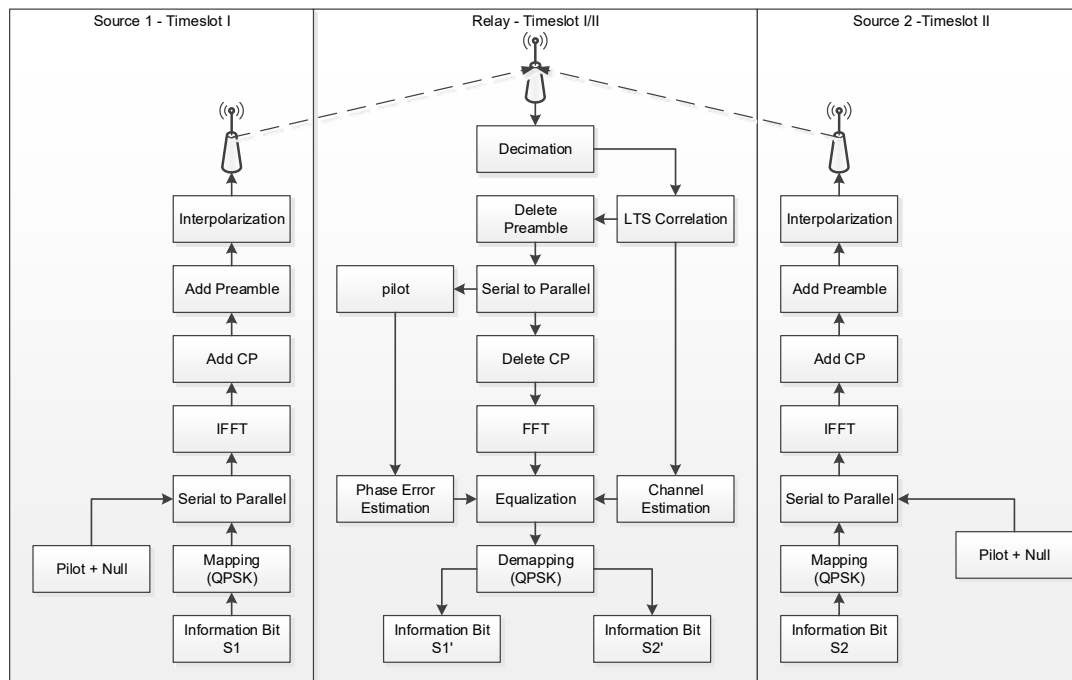 Source 1 - Timeslot I
Interpolarization
Add Preamble
Add CP
IFFT
Serial to Parallel
Pilot + Null
Mapping
(QPSK)
Information Bit
S1
Relay - Timeslot I/II
Decimation
Delete
Preamble
LTS Correlation
pilot
Serial to Parallel
Delete CP
FFT
Phase Error
Estimation
Equalization
Channel
Estimation
Demapping
(QPSK)
Information Bit
S1'
Information Bit
S2'
Source 2 -Timeslot II
Interpolarization
Add Preamble
Add CP
IFFT
Serial to Parallel
Mapping
(QPSK)
Pilot + Null
Information Bit
S2